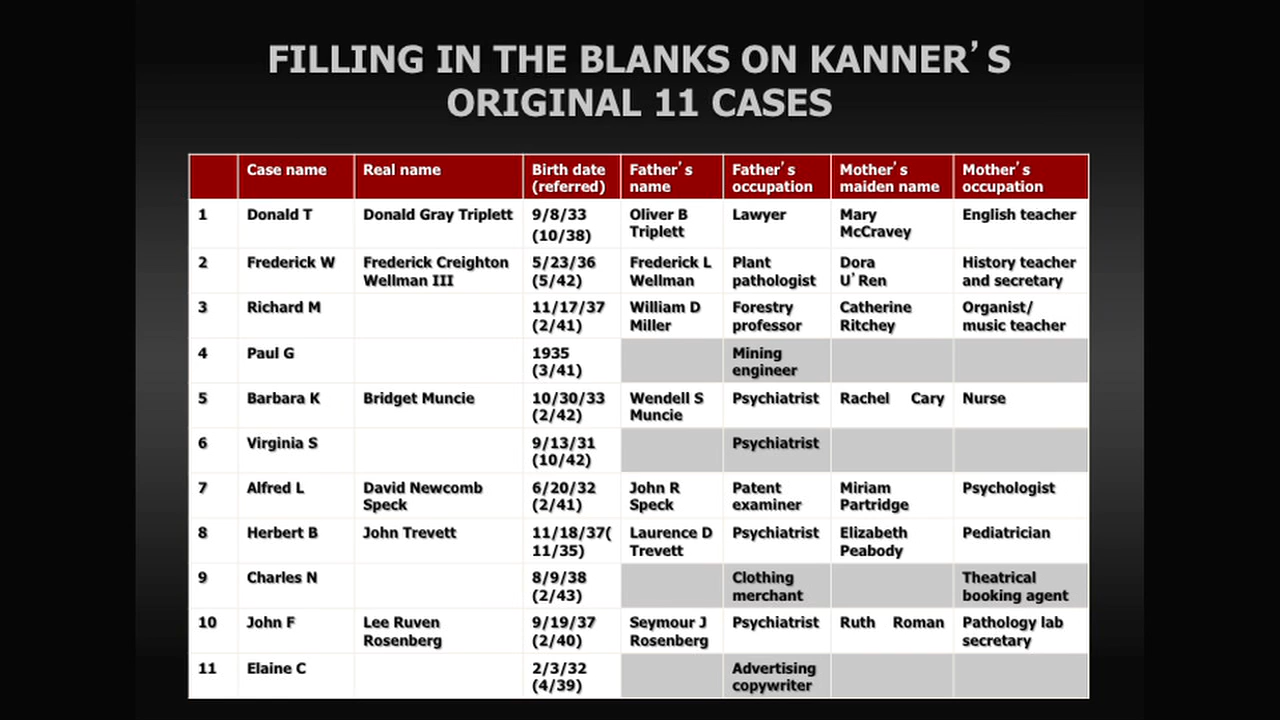 FILLING IN THE BLANKS ON KANNER’S
ORIGINAL 11 CASES
Case name Real name Birth date (referred) Father’s name Father’s occupation Mother’s maiden name Mother’s occupation
1 Donald T Donald Gray Triplett 9/8/33 (10/38) Oliver B Triplett Lawyer Mary McCravey English teacher
2 Frederick W Frederick Creighton Wellman III 5/23/36 (5/42) Frederick L Wellman Plant pathologist Dora U’Ren History teacher and secretary
3 Richard M 11/17/37 (2/41) William D Miller Forestry professor Catherine Ritchey Organist/ music teacher
4 Paul G 1935 (3/41) Mining engineer
5 Barbara K Bridget Muncie 10/30/33 (2/42) Wendell S Muncie Psychiatrist Rachel Cary Nurse
6 Virginia S 9/13/31 (10/42) Psychiatrist
7 Alfred L David Newcomb Speck 6/20/32 (2/41) John R Speck Patent examiner Miriam Partridge Psychologist
8 Herbert B John Trevett 11/18/37( 11/35) Laurence D Trevett Psychiatrist Elizabeth Peabody Pediatrician
9 Charles N 8/9/38 (2/43) Clothing merchant Theatrical booking agent
10 John F Lee Ruven Rosenberg 9/19/37 (2/40) Seymour J Rosenberg Psychiatrist Ruth Roman Pathology lab secretary
11 Elaine C 2/3/32 (4/39) Advertising copywriter